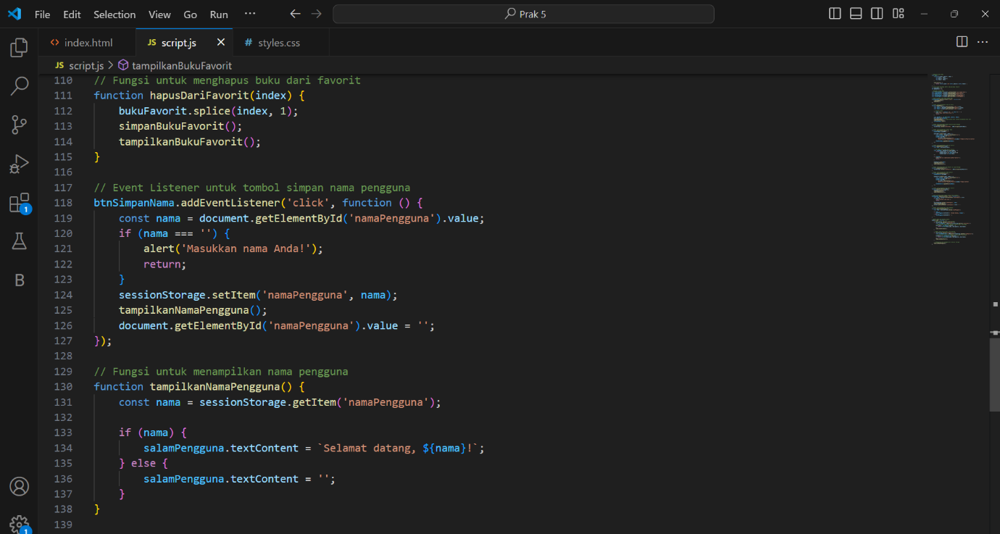 File Edit Selection View Go Run ··· Prak 5
index.html JS script.js # styles.css
JS script.js > tampilkanBukuFavorit
110 // Fungsi untuk menghapus buku dari favorit
111 function hapusDariFavorit(index) {
112 bukuFavorit.splice(index, 1);
113 simpanBukuFavorit();
114 tampilkanBukuFavorit();
115 }
116
117 // Event Listener untuk tombol simpan nama pengguna
118 btnSimpanNama.addEventListener('click', function () {
119 const nama = document.getElementById('namaPengguna').value;
120 if (nama === '') {
121 alert('Masukkan nama Anda!');
122 return;
123 }
124 sessionStorage.setItem('namaPengguna', nama);
125 tampilkanNamaPengguna();
126 document.getElementById('namaPengguna').value = '';
127 });
128
129 // Fungsi untuk menampilkan nama pengguna
130 function tampilkanNamaPengguna() {
131 const nama = sessionStorage.getItem('namaPengguna');
132
133 if (nama) {
134 salamPengguna.textContent = `Selamat datang, ${nama}!`;
135 } else {
136 salamPengguna.textContent = '';
137 }
138 }
139
1
B
1